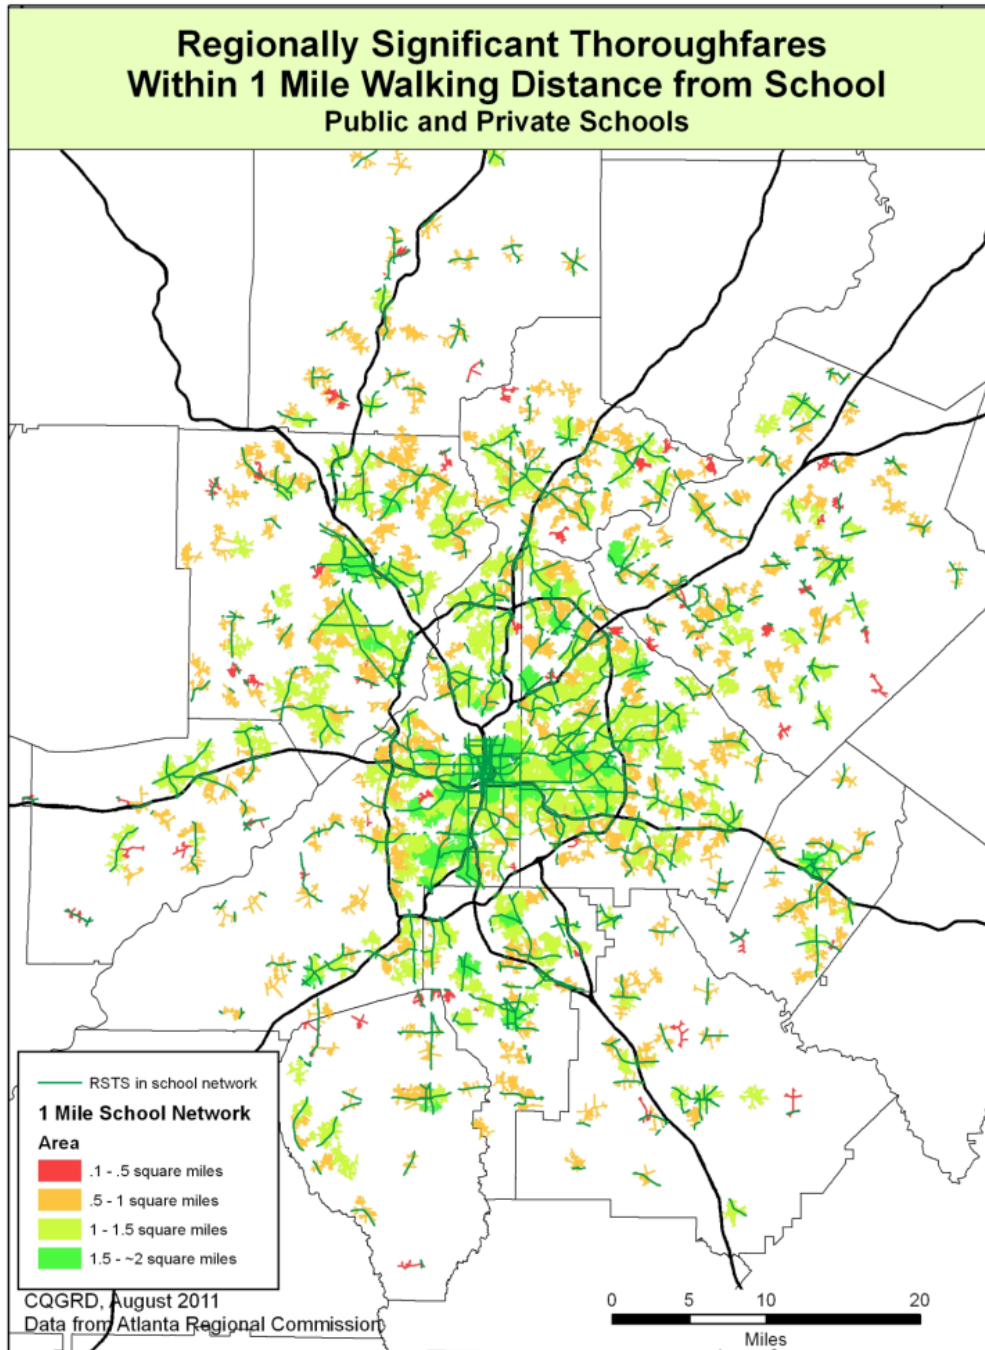 Regionally Significant Thoroughfares
Within 1 Mile Walking Distance from School
Public and Private Schools
RSTS in school network
1 Mile School Network
Area
.1 - .5 square miles
.5 - 1 square miles
1 - 1.5 square miles
1.5 - ~2 square miles
CQGRD, August 2011
Data from Atlanta Regional Commission
0 5 10 20
Miles